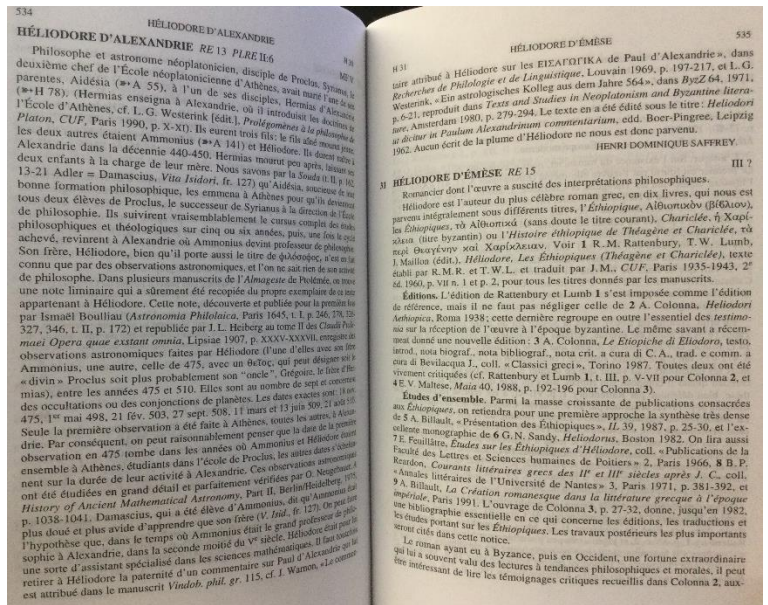 534
HÉLIODORE D'ALEXANDRIE
HÉLIODORE D'ALEXANDRIE RE 13 PLRE II:6
Philosophe et astronome néoplatonicien, disciple de Proclus, Syrianus, le
deuxième chef de l'École néoplatonicienne d'Athènes, avait marié l'une de ses
parentes, Aidésia (➳A 55), à l'un de ses disciples, Hermias d'Alexandrie
(➳H 78). (Hermias enseigna à Alexandrie, où il introduisit les doctrines de
l'École d'Athènes, cf. L. G. Westerink [édit.], Prolégomènes à la philosophie de
Platon, CUF, Paris 1990, p. X-XI). Ils eurent trois fils: le fils aîné mourut jeune,
les deux autres étaient Ammonius (➳A 141) et Héliodore. Ils durent naître à
Alexandrie dans la décennie 440-450. Hermias mourut peu après, laissant ses
deux enfants à la charge de leur mère. Nous savons par la Souda (t. II, p. 162,
13-21 Adler = Damascius, Vita Isidori, fr. 127) qu'Aidésia, soucieuse de leur
bonne formation philosophique, les emmena à Athènes pour qu'ils devinssent
tous deux élèves de Proclus, le successeur de Syrianus à la direction de l'École
de philosophie. Ils suivirent vraisemblablement le cursus complet des études
philosophiques et théologiques sur cinq ou six années, puis, une fois le cycle
achevé, revinrent à Alexandrie où Ammonius devint professeur de philosophie.
Son frère, Héliodore, bien qu'il porte aussi le titre de φιλόσοφος, n'est en fait
connu que par des observations astronomiques, et l'on ne sait rien de son activité
de philosophe. Dans plusieurs manuscrits de l'Almageste de Ptolémée, on trouve
une note liminaire qui a sûrement été recopiée du propre exemplaire de ce traité
appartenant à Héliodore. Cette note, découverte et publiée pour la première fois
par Ismaël Boulliau (Astronomia Philolaica, Paris 1645, t. I, p. 246, 278, 326-
327, 346, t. II, p. 172) et republiée par J. L. Heiberg au tome II des Claudii Ptole-
maei Opera quae exstant omnia, Lipsiae 1907, p. XXXV-XXXVII, enregistre des
observations astronomiques faites par Héliodore (l'une d'elles avec son frère
Ammonius, une autre, celle de 475, avec un θεῖος, qui peut désigner soit le
«divin» Proclus soit plus probablement son "oncle", Grégoire, le frère d'Her-
mias), entre les années 475 et 510. Elles sont au nombre de sept et concernent
des occultations ou des conjonctions de planètes. Les dates exactes sont: 18 nov.
475, 1er mai 498, 21 fév. 503, 27 sept. 508, 11 mars et 13 juin 509, 21 août 510.
Seule la première observation a été faite à Athènes, toutes les autres, à Alexan-
drie. Par conséquent, on peut raisonnablement penser que la date de la première
observation en 475 tombe dans les années où Ammonius et Héliodore étaient
ensemble à Athènes, étudiants dans l'école de Proclus, les autres dates s'échelon-
nent sur la durée de leur activité à Alexandrie. Ces observations astronomiques
ont été étudiées en grand détail et parfaitement vérifiées par O. Neugebauer, A
History of Ancient Mathematical Astronomy, Part II, Berlin/Heidelberg, 1975,
p. 1038-1041. Damascius, qui a été élève d'Ammonius, dit qu'Ammonius était
plus doué et plus avide d'apprendre que son frère (V. Isid., fr. 127). On peut faire
l'hypothèse que, dans le temps où Ammonius était le grand professeur de philo-
sophie à Alexandrie, dans la seconde moitié du Ve siècle, Héliodore était pour lui
une sorte d'assistant spécialisé dans les sciences mathématiques. Il faut toutefois
retirer à Héliodore la paternité d'un commentaire sur Paul d'Alexandrie qui lui
est attribué dans le manuscrit Vindob. phil. gr. 115, cf. J. Warnon, «Le commen-
H 31
HÉLIODORE D'ÉMÈSE
535
taire attribué à Héliodore sur les ΕΙΣΑΓΩΓΙΚΑ de Paul d'Alexandrie», dans
Recherches de Philologie et de Linguistique, Louvain 1969, p. 197-217, et L. G.
Westerink, «Ein astrologisches Kolleg aus dem Jahre 564», dans ByzZ 64, 1971,
p. 6-21, reproduit dans Texts and Studies in Neoplatonism and Byzantine litera-
ture, Amsterdam 1980, p. 279-294. Le texte en a été édité sous le titre: Heliodori
ut dicitur in Paulum Alexandrinum commentarium, edd. Boer-Pingree, Leipzig
1962. Aucun écrit de la plume d'Héliodore ne nous est donc parvenu.
HENRI DOMINIQUE SAFFREY.
31 HÉLIODORE D'ÉMÈSE RE 15
III ?
Romancier dont l'œuvre a suscité des interprétations philosophiques.
Héliodore est l'auteur du plus célèbre roman grec, en dix livres, qui nous est
parvenu intégralement sous différents titres, l'Éthiopique, Αἰθιοπικὸν (βιβλίον),
les Éthiopiques, τὰ Αἰθιοπικά (sans doute le titre courant), Chariclée, ἡ Χαρί-
κλεια (titre byzantin) ou l'Histoire éthiopique de Théagène et Chariclée, τὰ
περὶ Θεαγένην καὶ Χαρίκλειαν. Voir 1 R. M. Rattenbury, T. W. Lumb,
J. Maillon (édit.), Héliodore, Les Éthiopiques (Théagène et Chariclée), texte
établi par R. M. R. et T. W. L. et traduit par J. M., CUF, Paris 1935-1943, 2e
éd. 1960, p. VII n. 1 et p. 2, pour tous les titres donnés par les manuscrits.
Éditions. L'édition de Rattenbury et Lumb 1 s'est imposée comme l'édition
de référence, mais il ne faut pas négliger celle de 2 A. Colonna, Heliodori
Aethiopica, Roma 1938; cette dernière regroupe en outre l'essentiel des testimo-
nia sur la réception de l'œuvre à l'époque byzantine. Le même savant a récem-
ment donné une nouvelle édition: 3 A. Colonna, Le Etiopiche di Eliodoro, testo,
introd., nota biograf., nota bibliograf., nota crit. a cura di C. A., trad. e comm. a
cura di Bevilacqua J., coll. «Classici greci», Torino 1987. Toutes deux ont été
vivement critiquées (cf. Rattenbury et Lumb 1, t. III, p. V-VII pour Colonna 2, et
4 E. V. Maltese, Maia 40, 1988, p. 192-196 pour Colonna 3).
Études d'ensemble. Parmi la masse croissante de publications consacrées
aux Éthiopiques, on retiendra pour une première approche la synthèse très dense
de 5 A. Billault, «Présentation des Éthiopiques», IL 39, 1987, p. 25-30, et l'ex-
cellente monographie de 6 G. N. Sandy, Heliodorus, Boston 1982. On lira aussi
7 E. Feuillâtre, Études sur les Éthiopiques d'Héliodore, coll. «Publications de la
Faculté des Lettres et Sciences humaines de Poitiers» 2, Paris 1966, 8 B. P.
Reardon, Courants littéraires grecs des IIe et IIIe siècles après J. C., coll.
«Annales littéraires de l'Université de Nantes» 3, Paris 1971, p. 381-392, et
9 A. Billault, La Création romanesque dans la littérature grecque à l'époque
impériale, Paris 1991. L'ouvrage de Colonna 3, p. 27-32, donne, jusqu'en 1982,
une bibliographie essentielle en ce qui concerne les éditions, les traductions et
les études portant sur les Éthiopiques. Les travaux postérieurs les plus importants
seront cités dans cette notice.
Le roman ayant eu à Byzance, puis en Occident, une fortune extraordinaire
qui lui a souvent valu des lectures à tendances philosophiques et morales, il peut
être intéressant de lire les témoignages critiques recueillis dans Colonna 2, aux-